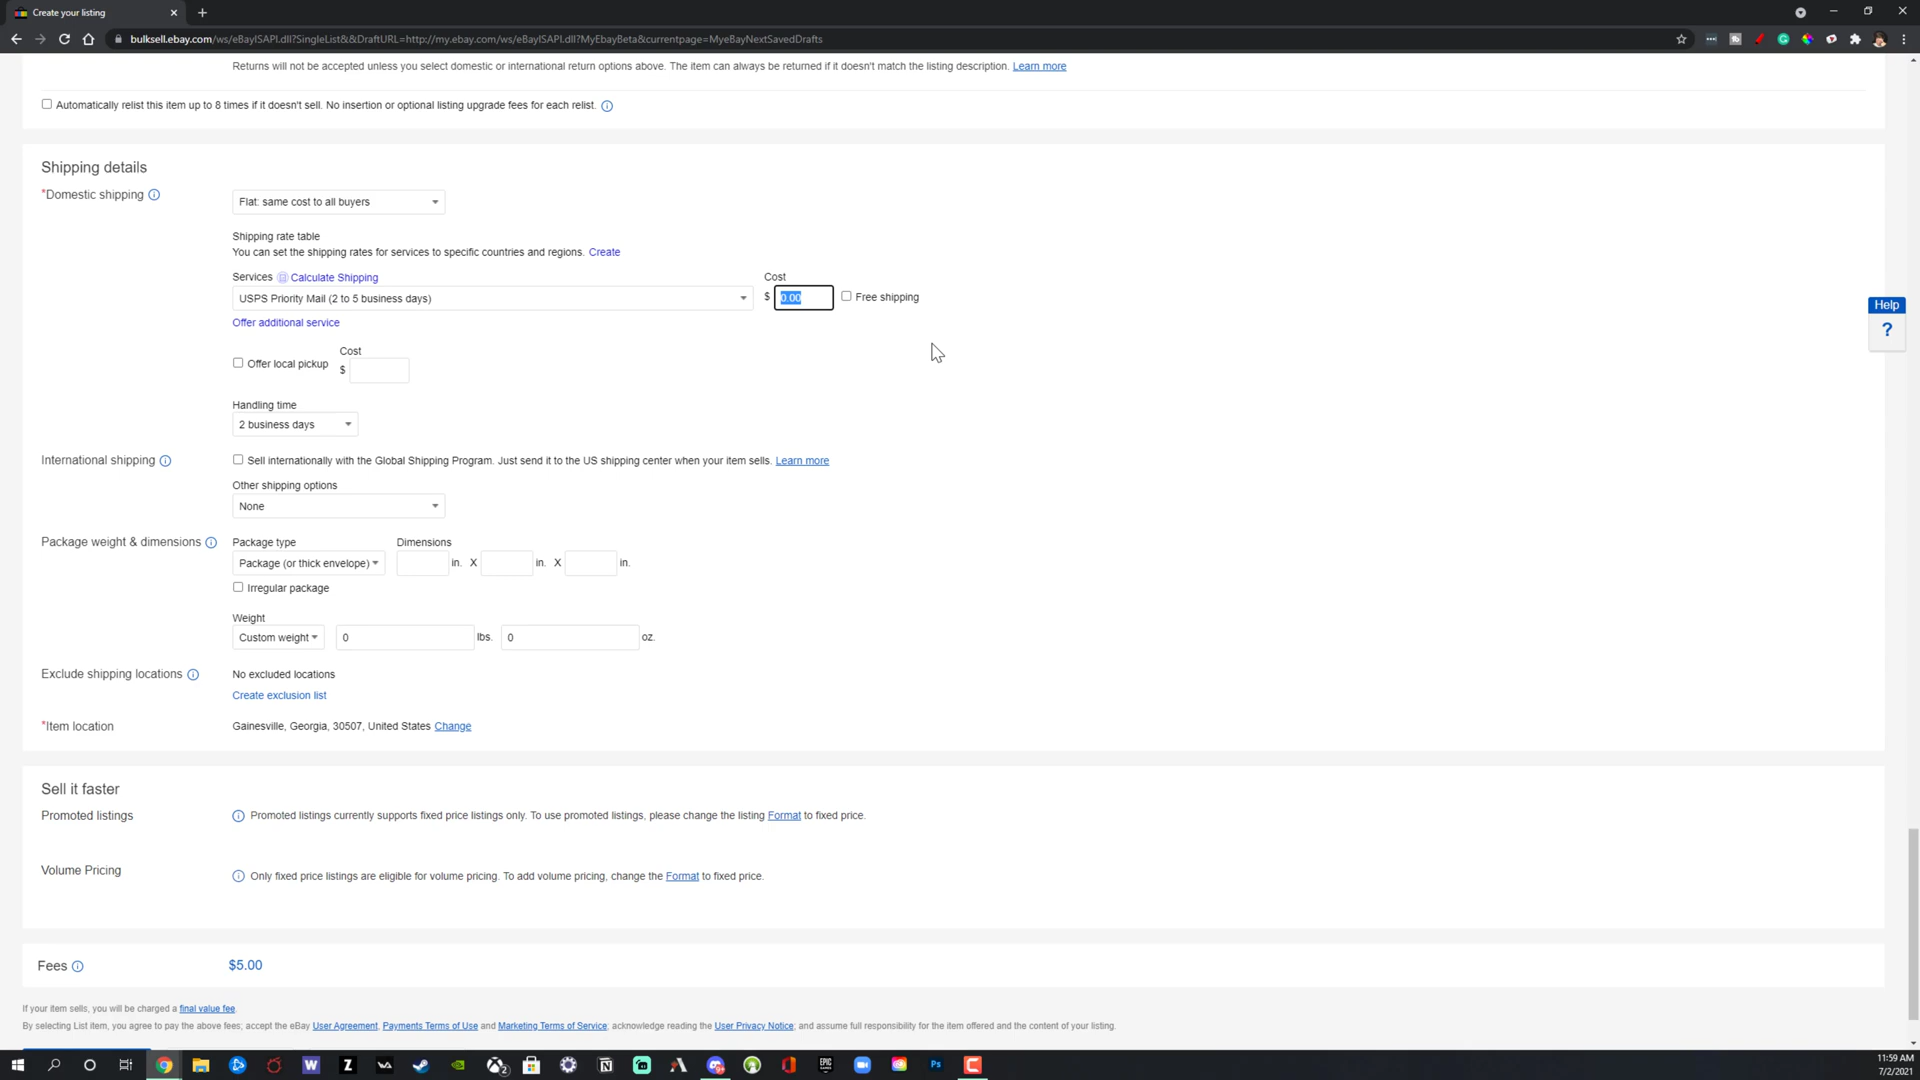 Create your listing
bulksell.ebay.com/ws/eBayISAPI.dll?SingleList&&DraftURL=http://my.ebay.com/ws/eBayISAPI.dll?MyEbayBeta&currentpage=MyeBayNextSavedDrafts
Returns will not be accepted unless you select domestic or international return options above. The item can always be returned if it doesn't match the listing description. Learn more
Automatically relist this item up to 8 times if it doesn't sell. No insertion or optional listing upgrade fees for each relist.
Shipping details
*Domestic shipping
Flat: same cost to all buyers
Shipping rate table
You can set the shipping rates for services to specific countries and regions. Create
Services Calculate Shipping Cost
USPS Priority Mail (2 to 5 business days) $ 0.00 Free shipping
Help
?
Offer additional service
Cost
Offer local pickup $
Handling time
2 business days
International shipping Sell internationally with the Global Shipping Program. Just send it to the US shipping center when your item sells. Learn more
Other shipping options
None
Package weight & dimensions Package type Dimensions
Package (or thick envelope) in. X in. X in.
Irregular package
Weight
Custom weight 0 lbs. 0 oz.
Exclude shipping locations No excluded locations
Create exclusion list
*Item location Gainesville, Georgia, 30507, United States Change
Sell it faster
Promoted listings Promoted listings currently supports fixed price listings only. To use promoted listings, please change the listing Format to fixed price.
Volume Pricing Only fixed price listings are eligible for volume pricing. To add volume pricing, change the Format to fixed price.
Fees $5.00
If your item sells, you will be charged a final value fee.
By selecting List item, you agree to pay the above fees; accept the eBay User Agreement, Payments Terms of Use and Marketing Terms of Service; acknowledge reading the User Privacy Notice; and assume full responsibility for the item offered and the content of your listing.
11:59 AM
7/2/2021